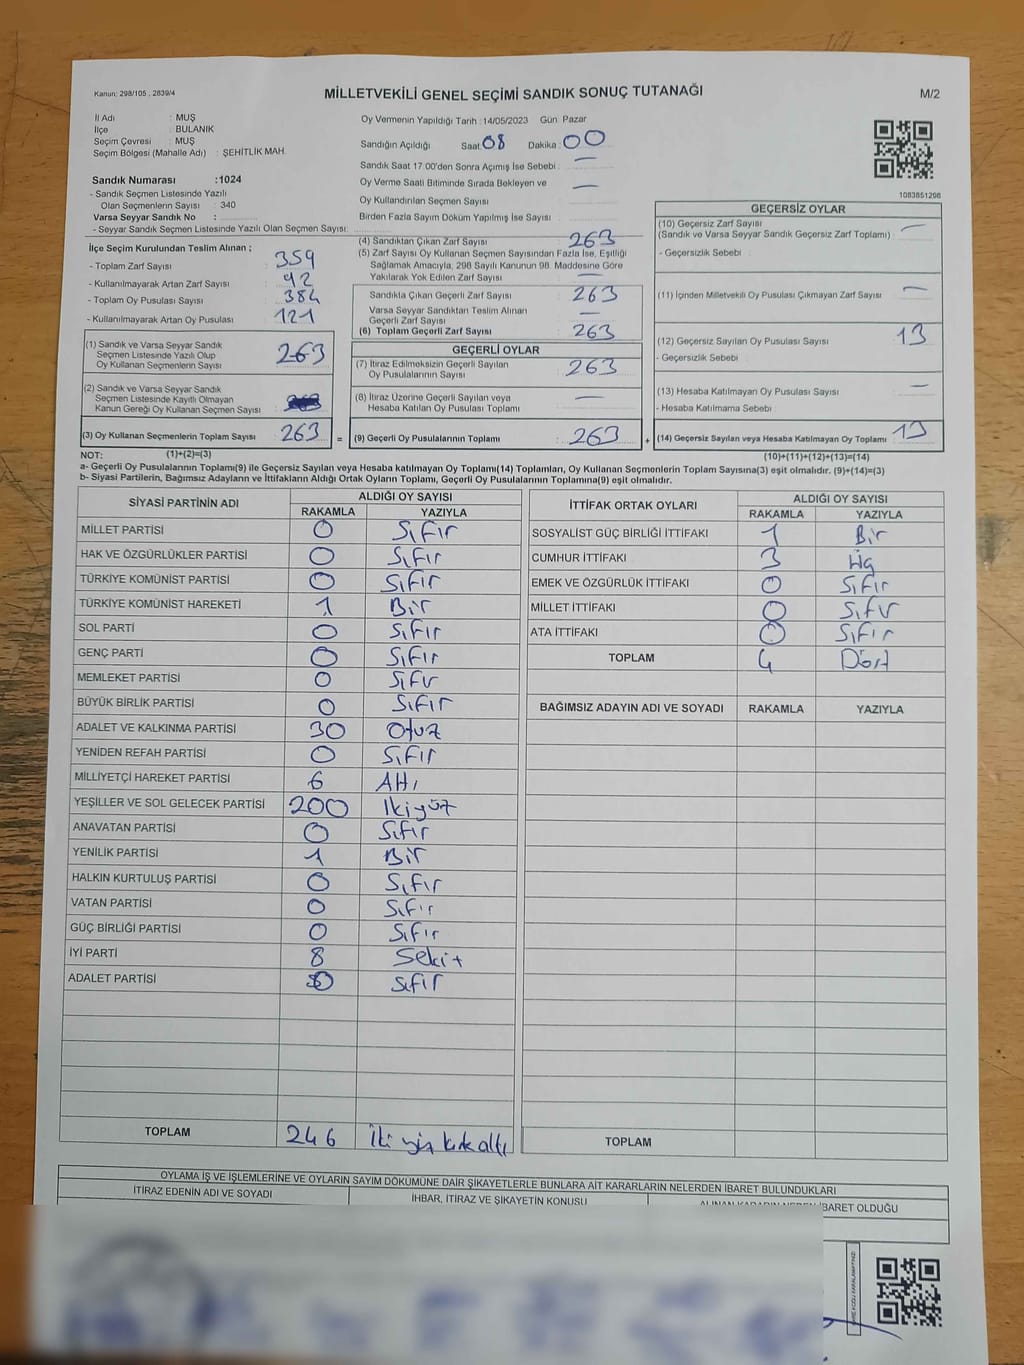 Kanun: 298/105 , 2839/4
MİLLETVEKİLİ GENEL SEÇİMİ SANDIK SONUÇ TUTANAĞI
M/2
İl Adı : MUŞ
İlçe : BULANIK
Seçim Çevresi : MUŞ
Seçim Bölgesi (Mahalle Adı) : ŞEHİTLİK MAH.
Sandık Numarası :1024
- Sandık Seçmen Listesinde Yazılı
Olan Seçmenlerin Sayısı : 340
Varsa Seyyar Sandık No :
- Seyyar Sandık Seçmen Listesinde Yazılı Olan Seçmen Sayısı:
Oy Vermenin Yapıldığı Tarih :14/05/2023 Gün Pazar
Sandığın Açıldığı Saat: 08 Dakika: 00
Sandık Saat 17:00'den Sonra Açımış İse Sebebi : —
Oy Verme Saati Bitiminde Sırada Bekleyen ve
Oy Kullandırılan Seçmen Sayısı : —
Birden Fazla Sayım Döküm Yapılmış İse Sayısı :
1083851298
İlçe Seçim Kurulundan Teslim Alınan ;
- Toplam Zarf Sayısı : 359
- Kullanılmayarak Artan Zarf Sayısı : 92
- Toplam Oy Pusulası Sayısı : 384
- Kullanılmayarak Artan Oy Pusulası : 121
(1) Sandık ve Varsa Seyyar Sandık
Seçmen Listesinde Yazılı Olup
Oy Kullanan Seçmenlerin Sayısı : 263
(2) Sandık ve Varsa Seyyar Sandık
Seçmen Listesinde Kayıtlı Olmayan
Kanun Gereği Oy Kullanan Seçmen Sayısı :
(3) Oy Kullanan Seçmenlerin Toplam Sayısı : 263 =
(4) Sandıktan Çıkan Zarf Sayısı : 263
(5) Zarf Sayısı Oy Kullanan Seçmen Sayısından Fazla İse, Eşitliği
Sağlamak Amacıyla, 298 Sayılı Kanunun 98. Maddesine Göre
Yakılarak Yok Edilen Zarf Sayısı : —
Sandıkta Çıkan Geçerli Zarf Sayısı : 263
Varsa Seyyar Sandıktan Teslim Alınan
Geçerli Zarf Sayısı : —
(6) Toplam Geçerli Zarf Sayısı : 263
GEÇERLİ OYLAR
(7) İtiraz Edilmeksizin Geçerli Sayılan
Oy Pusulalarının Sayısı : 263
(8) İtiraz Üzerine Geçerli Sayılan veya
Hesaba Katılan Oy Pusulası Toplamı : —
(9) Geçerli Oy Pusulalarının Toplamı : 263 +
GEÇERSİZ OYLAR
(10) Geçersiz Zarf Sayısı : —
(Sandık ve Varsa Seyyar Sandık Geçersiz Zarf Toplamı)
- Geçersizlik Sebebi :
(11) İçinden Milletvekili Oy Pusulası Çıkmayan Zarf Sayısı : —
(12) Geçersiz Sayılan Oy Pusulası Sayısı : 13
- Geçersizlik Sebebi :
(13) Hesaba Katılmayan Oy Pusulası Sayısı : —
- Hesaba Katılmama Sebebi :
(14) Geçersiz Sayılan veya Hesaba Katılmayan Oy Toplamı : 13
NOT: (1)+(2)=(3)
(10)+(11)+(12)+(13)=(14)
a- Geçerli Oy Pusulalarının Toplamı(9) ile Geçersiz Sayılan veya Hesaba katılmayan Oy Toplamı(14) Toplamları, Oy Kullanan Seçmenlerin Toplam Sayısına(3) eşit olmalıdır. (9)+(14)=(3)
b- Siyasi Partilerin, Bağımsız Adayların ve İttifakların Aldığı Ortak Oyların Toplamı, Geçerli Oy Pusulalarının Toplamına(9) eşit olmalıdır.
SİYASİ PARTİNİN ADI ALDIĞI OY SAYISI
RAKAMLA YAZIYLA
MİLLET PARTİSİ 0 Sıfır
HAK VE ÖZGÜRLÜKLER PARTİSİ 0 Sıfır
TÜRKİYE KOMÜNİST PARTİSİ 0 Sıfır
TÜRKİYE KOMÜNİST HAREKETİ 1 Bir
SOL PARTİ 0 Sıfır
GENÇ PARTİ 0 Sıfır
MEMLEKET PARTİSİ 0 Sıfır
BÜYÜK BİRLİK PARTİSİ 0 Sıfır
ADALET VE KALKINMA PARTİSİ 30 Otuz
YENİDEN REFAH PARTİSİ 0 Sıfır
MİLLİYETÇİ HAREKET PARTİSİ 6 Altı
YEŞİLLER VE SOL GELECEK PARTİSİ 200 İkiyüz
ANAVATAN PARTİSİ 0 Sıfır
YENİLİK PARTİSİ 1 Bir
HALKIN KURTULUŞ PARTİSİ 0 Sıfır
VATAN PARTİSİ 0 Sıfır
GÜÇ BİRLİĞİ PARTİSİ 0 Sıfır
İYİ PARTİ 8 Sekiz
ADALET PARTİSİ 0 Sıfır
TOPLAM 246 İki yüz kırk altı
İTTİFAK ORTAK OYLARI ALDIĞI OY SAYISI
RAKAMLA YAZIYLA
SOSYALİST GÜÇ BİRLİĞİ İTTİFAKI 1 Bir
CUMHUR İTTİFAKI 3 Üç
EMEK VE ÖZGÜRLÜK İTTİFAKI 0 Sıfır
MİLLET İTTİFAKI 0 Sıfır
ATA İTTİFAKI 0 Sıfır
TOPLAM 4 Dört
BAĞIMSIZ ADAYIN ADI VE SOYADI RAKAMLA YAZIYLA
TOPLAM
OYLAMA İŞ VE İŞLEMLERİNE VE OYLARIN SAYIM DÖKÜMÜNE DAİR ŞİKAYETLERLE BUNLARA AİT KARARLARIN NELERDEN İBARET BULUNDUKLARI
İTİRAZ EDENİN ADI VE SOYADI İHBAR, İTİRAZ VE ŞİKAYETİN KONUSU ALINAN KARARIN NEDEN İBARET OLDUĞU